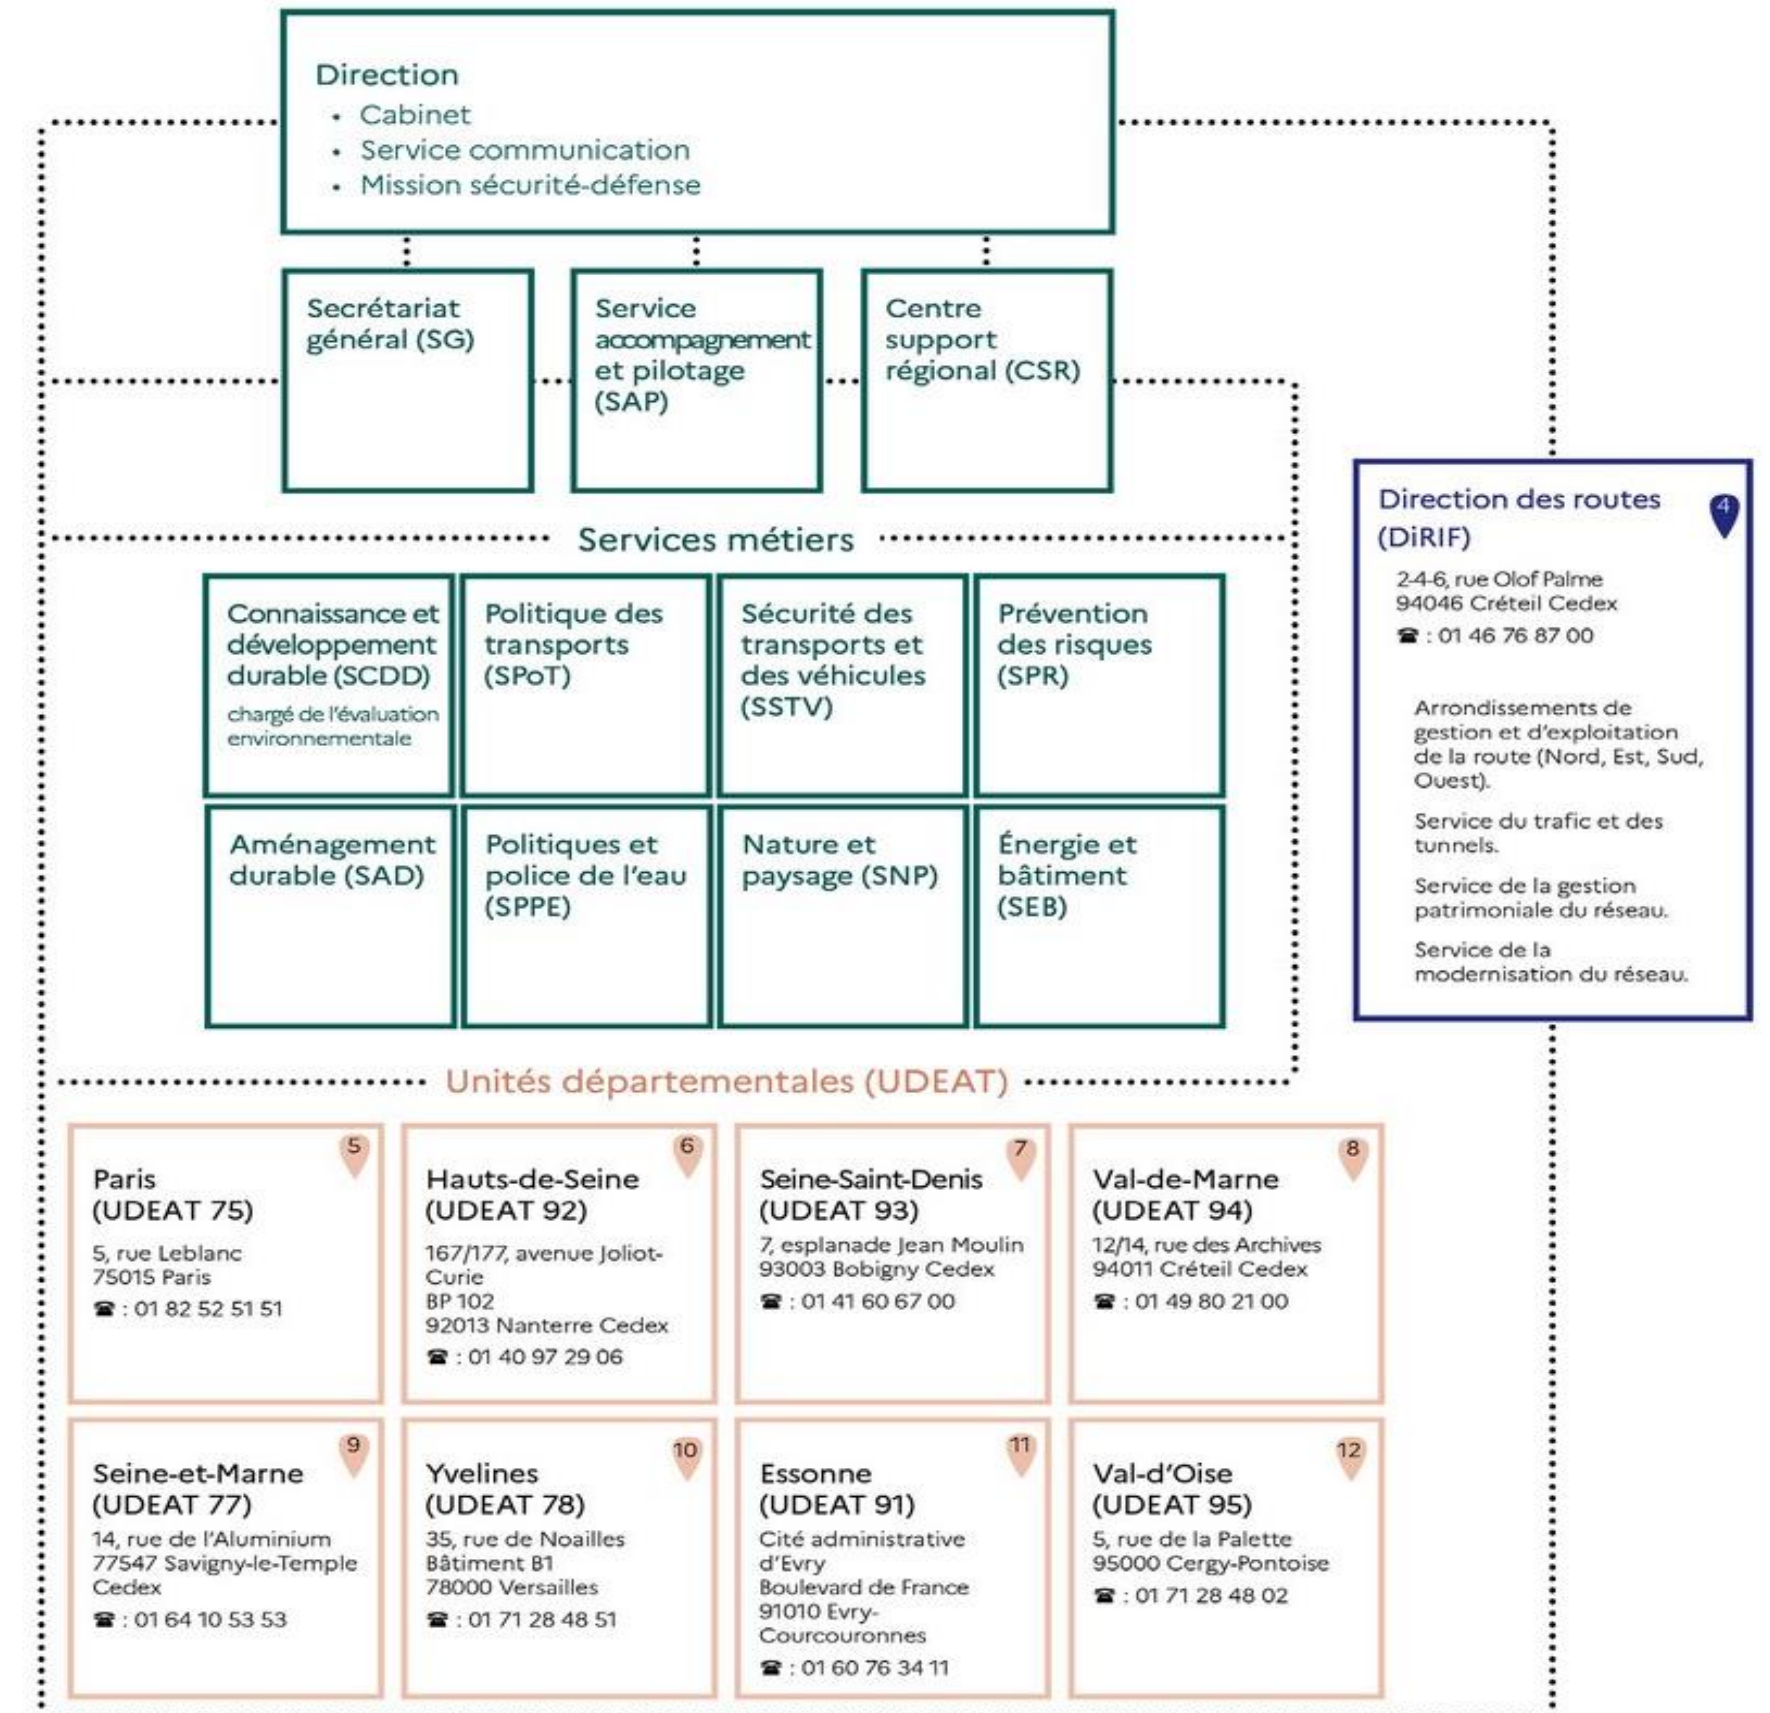 Direction
• Cabinet
• Service communication
• Mission sécurité-défense
Secrétariat
général (SG)
Service
accompagnement
et pilotage
(SAP)
Centre
support
régional (CSR)
Services métiers
Connaissance et
développement
durable (SCDD)
chargé de l'évaluation
environnementale
Politique des
transports
(SPoT)
Sécurité des
transports et
des véhicules
(SSTV)
Prévention
des risques
(SPR)
Aménagement
durable (SAD)
Politiques et
police de l'eau
(SPPE)
Nature et
paysage (SNP)
Énergie et
bâtiment
(SEB)
Direction des routes
(DiRIF)
4
2-4-6, rue Olof Palme
94046 Créteil Cedex
☎ : 01 46 76 87 00
Arrondissements de
gestion et d'exploitation
de la route (Nord, Est, Sud,
Ouest).
Service du trafic et des
tunnels.
Service de la gestion
patrimoniale du réseau.
Service de la
modernisation du réseau.
Unités départementales (UDEAT)
5
Paris
(UDEAT 75)
5, rue Leblanc
75015 Paris
☎ : 01 82 52 51 51
6
Hauts-de-Seine
(UDEAT 92)
167/177, avenue Joliot-
Curie
BP 102
92013 Nanterre Cedex
☎ : 01 40 97 29 06
7
Seine-Saint-Denis
(UDEAT 93)
7, esplanade Jean Moulin
93003 Bobigny Cedex
☎ : 01 41 60 67 00
8
Val-de-Marne
(UDEAT 94)
12/14, rue des Archives
94011 Créteil Cedex
☎ : 01 49 80 21 00
9
Seine-et-Marne
(UDEAT 77)
14, rue de l'Aluminium
77547 Savigny-le-Temple
Cedex
☎ : 01 64 10 53 53
10
Yvelines
(UDEAT 78)
35, rue de Noailles
Bâtiment B1
78000 Versailles
☎ : 01 71 28 48 51
11
Essonne
(UDEAT 91)
Cité administrative
d'Evry
Boulevard de France
91010 Evry-
Courcouronnes
☎ : 01 60 76 34 11
12
Val-d'Oise
(UDEAT 95)
5, rue de la Palette
95000 Cergy-Pontoise
☎ : 01 71 28 48 02